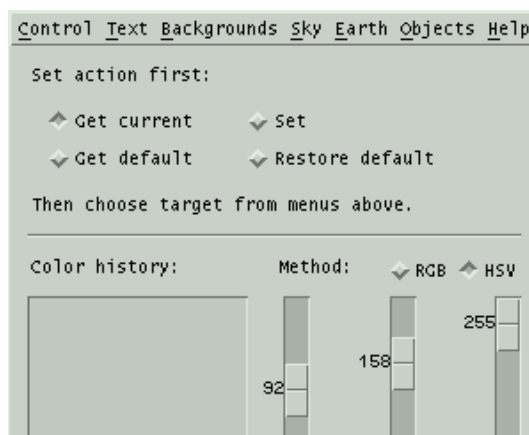 Control Text Backgrounds Sky Earth Objects Help
Set action first:
Get current Set
Get default Restore default
Then choose target from menus above.
Color history: Method: RGB HSV
255
158
92